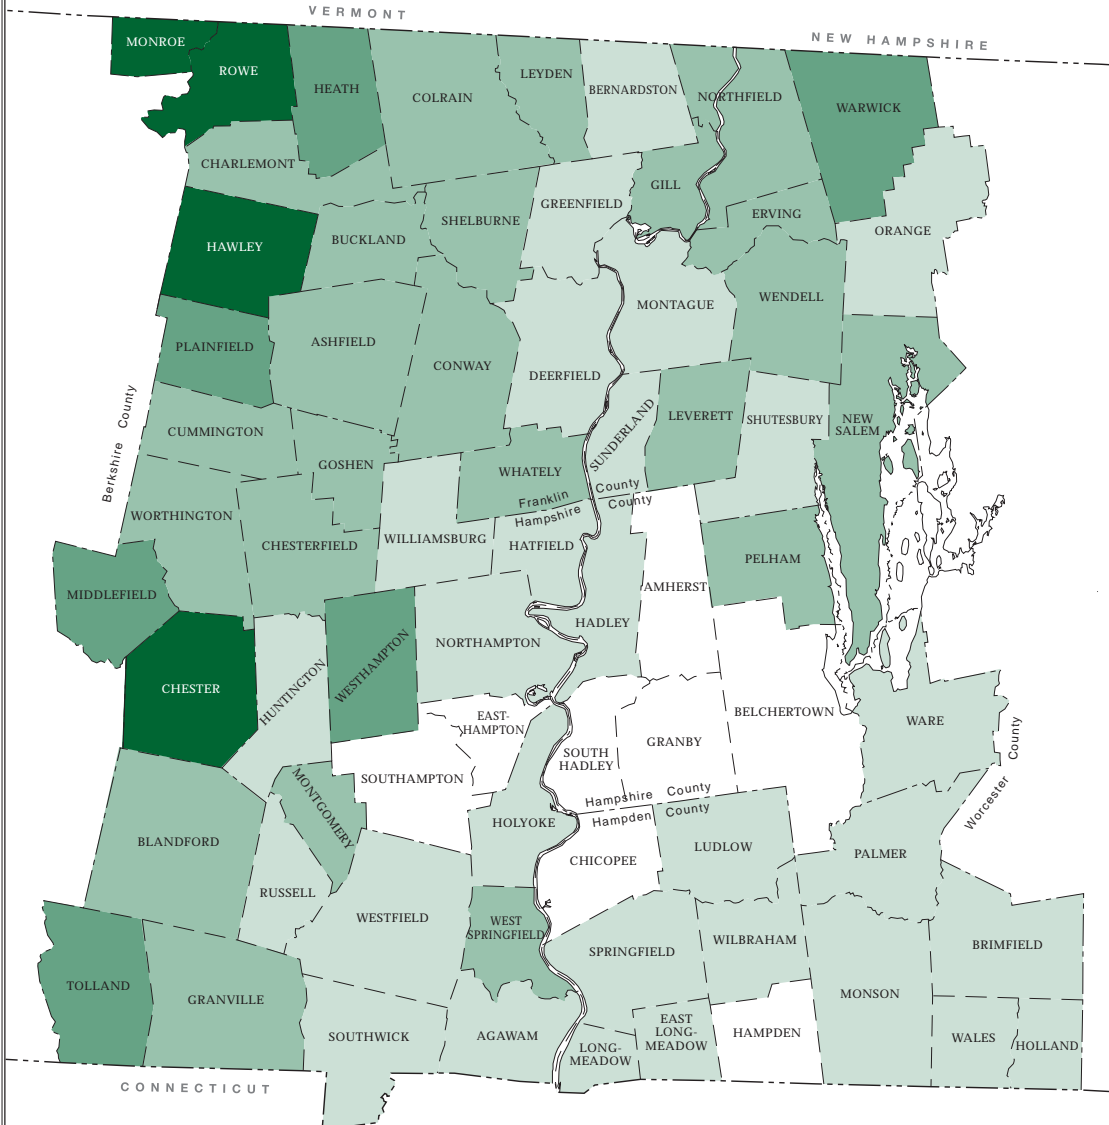 VERMONT
NEW HAMPSHIRE
MONROE
ROWE
HEATH
COLRAIN
LEYDEN
BERNARDSTON
NORTHFIELD
WARWICK
CHARLEMONT
GILL
HAWLEY
BUCKLAND
SHELBURNE
GREENFIELD
ERVING
ORANGE
PLAINFIELD
ASHFIELD
CONWAY
DEERFIELD
MONTAGUE
WENDELL
Berkshire County
CUMMINGTON
GOSHEN
WHATELY
SUNDERLAND
LEVERETT
SHUTESBURY
NEW
SALEM
Franklin County
Hampshire County
WORTHINGTON
CHESTERFIELD
WILLIAMSBURG
HATFIELD
PELHAM
MIDDLEFIELD
AMHERST
HADLEY
NORTHAMPTON
CHESTER
HUNTINGTON
WESTHAMPTON
EAST-
HAMPTON
SOUTH
HADLEY
GRANBY
BELCHERTOWN
WARE
SOUTHAMPTON
MONTGOMERY
Hampshire County
Hampden County
Worcester County
BLANDFORD
RUSSELL
HOLYOKE
CHICOPEE
LUDLOW
PALMER
WESTFIELD
WEST
SPRINGFIELD
SPRINGFIELD
WILBRAHAM
BRIMFIELD
TOLLAND
GRANVILLE
SOUTHWICK
AGAWAM
LONG-
MEADOW
EAST
LONG-
MEADOW
HAMPDEN
MONSON
WALES
HOLLAND
CONNECTICUT